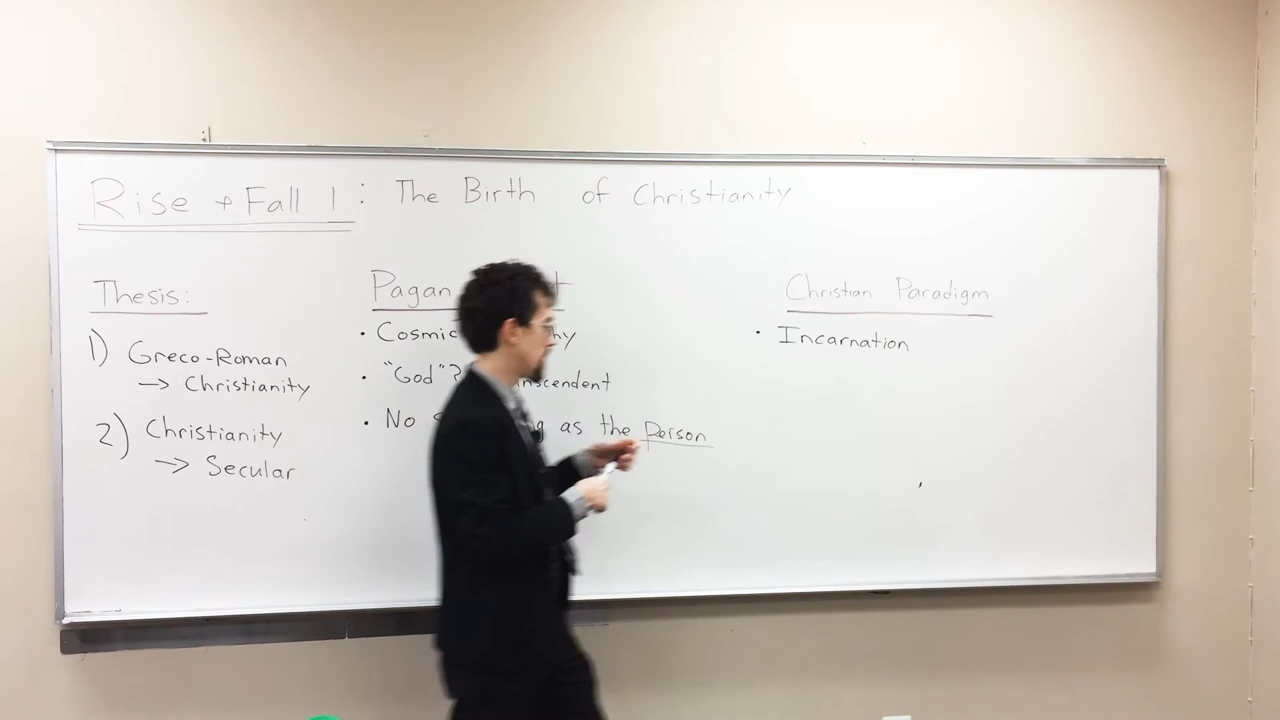 Rise + Fall 1: The Birth of Christianity
Thesis:
1) Greco-Roman
→ Christianity
2) Christianity
→ Secular
Pagan
• Cosmic
• "God"?
• No as the person
Christian Paradigm
• Incarnation